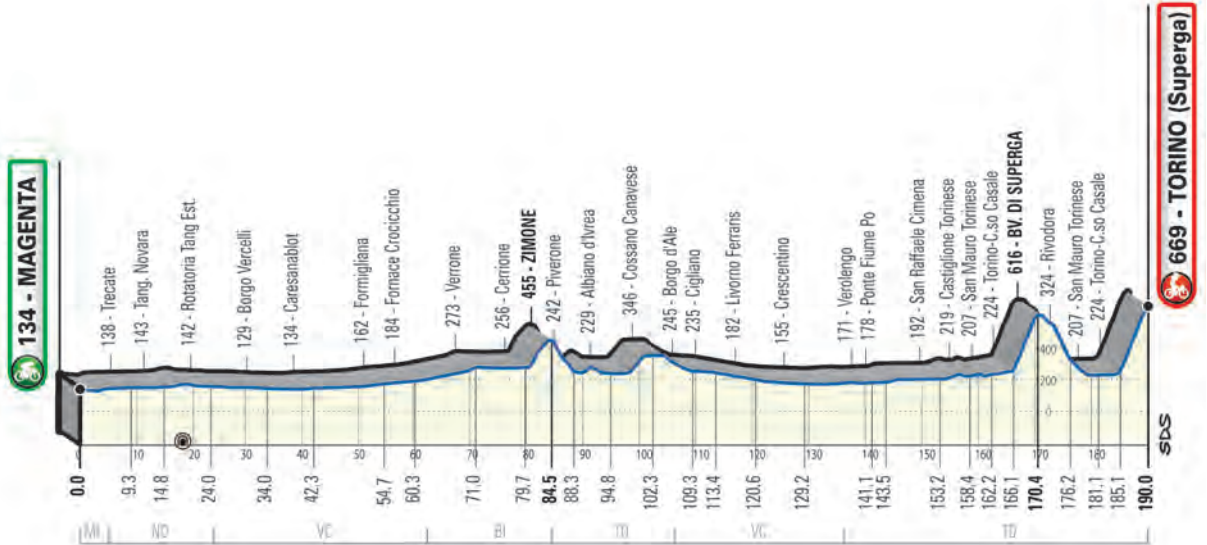 134 - MAGENTA
138 - Trecate
143 - Tang. Novara
142 - Rotatoria Tang Est.
129 - Borgo Vercelli
134 - Caresanablot
162 - Formigliana
184 - Fornace Crocicchio
273 - Verrone
256 - Cerrione
455 - ZIMONE
242 - Piverone
229 - Albiano d'Ivrea
346 - Cossano Canavese
245 - Borgo d'Ale
235 - Cigliano
182 - Livorno Ferraris
155 - Crescentino
171 - Verolengo
178 - Ponte Fiume Po
192 - San Raffaele Cimena
219 - Castiglione Torinese
207 - San Mauro Torinese
224 - Torino-C.so Casale
616 - BV. DI SUPERGA
324 - Rivodora
207 - San Mauro Torinese
224 - Torino-C.so Casale
669 - TORINO (Superga)
400
200
0
SDS
0 10 20 30 40 50 60 70 80 90 100 110 120 130 140 150 160 170 180
0.0 9.3 14.8 24.0 34.0 42.3 54.7 60.3 71.0 79.7 84.5 88.3 94.8 102.3 109.3 113.4 120.6 129.2 141.1 143.5 153.2 158.4 162.2 166.1 170.4 176.2 181.1 185.1 190.0
MI NO VC BI TO VC TO